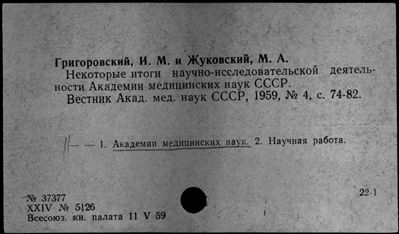 Григоровский, И. М. и Жуковский, М. А.
Некоторые итоги научно-исследовательской деятель-
ности Академии медицинских наук СССР.
Вестник Акад. мед. наук СССР, 1959, № 4, с. 74-82.
— — 1. Академии медицинских наук. 2. Научная работа.
№ 37377
XXIV № 5126
Всесоюз. кн. палата 11 V 59
22-1